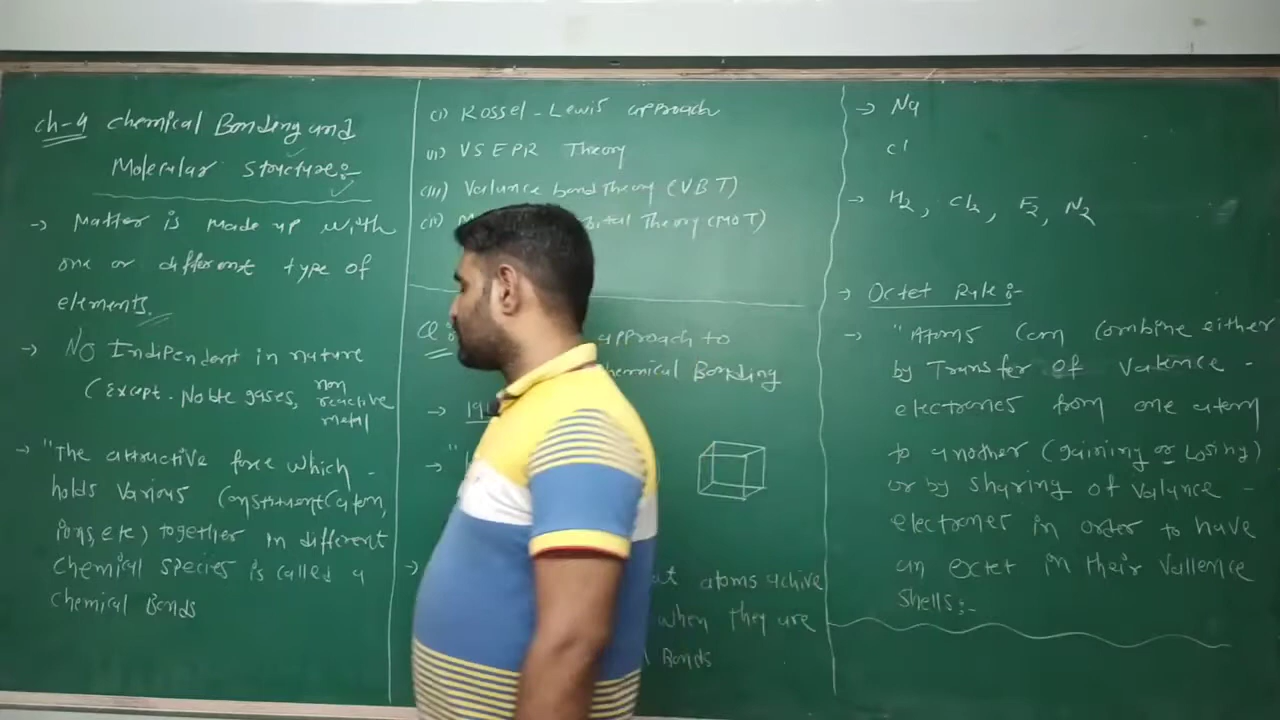 ch-4 Chemical Bonding and
Molecular Structure:-
→ Matter is made up with
one or different type of
elements.
→ NO Indipendent in nature
(Except. Noble gases, non
reactive
metal
→ "The attractive force which -
holds various Constituent (atom,
ions, etc) together in different
Chemical species is called a
Chemical Bonds
(i) Kossel-Lewis approach
(ii) VSEPR Theory
(iii) Valance bond Theory (VBT)
(ii) Theory (MOT)
Q: approach to
chemical Bonding
→ 19
→ "
→ at atoms achive
when they are
Bonds
→ Na
Cl
→ H2, Cl2, F2, N2
→ Octet Rule:-
→ "Atoms Can Combine either
by Transfer of Valence -
electrones from one atom
to another (gaining or Losing)
or by sharing of Valance -
electrones in order to have
an Octet in their Vallence
Shells:-